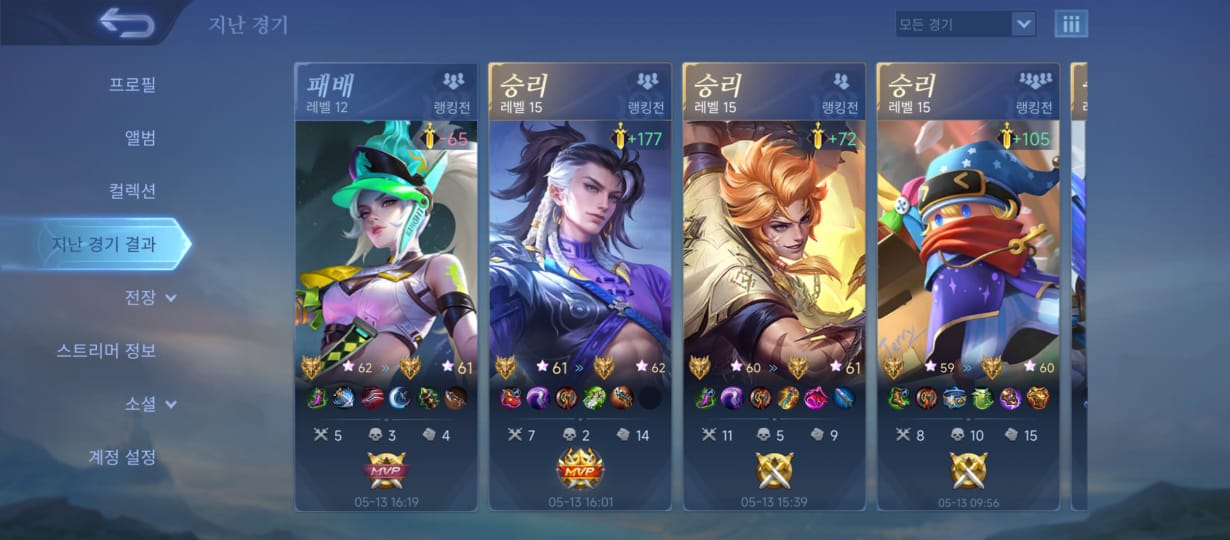 지난 경기
모든 경기
프로필
앨범
컬렉션
지난 경기 결과
전장
스트리머 정보
소셜
계정 설정
패배
레벨 12
랭킹전
-65
62 » 61
5 3 4
MVP
05-13 16:19
승리
레벨 15
랭킹전
+177
61 » 62
7 2 14
MVP
05-13 16:01
승리
레벨 15
랭킹전
+72
60 » 61
11 5 9
05-13 15:39
승리
레벨 15
랭킹전
+105
Jerry
59 » 60
8 10 15
05-13 09:56